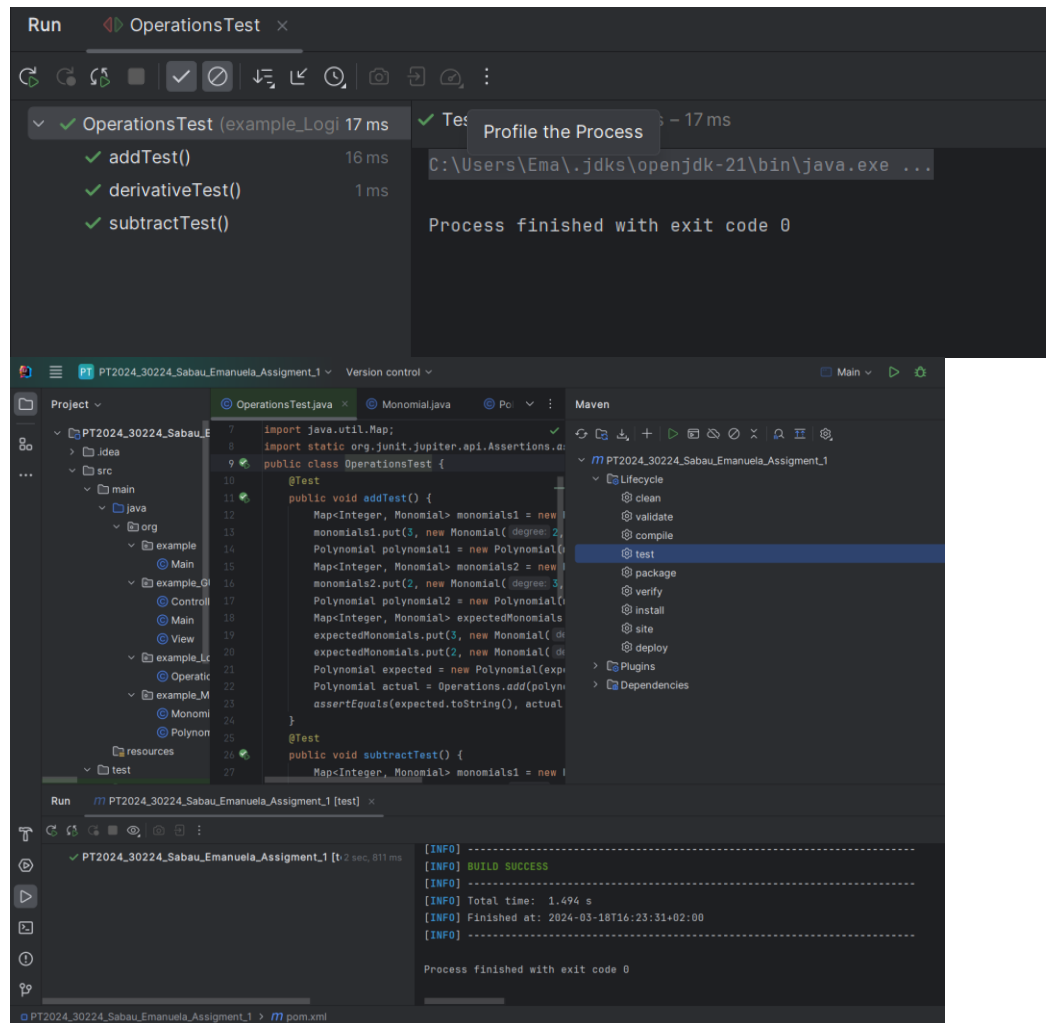 Run OperationsTest ×
OperationsTest (example_Logi 17 ms
addTest() 16 ms
derivativeTest() 1 ms
subtractTest()
Tes
Profile the Process
s – 17 ms
C:\Users\Ema\.jdks\openjdk-21\bin\java.exe ...
Process finished with exit code 0
PT PT2024_30224_Sabau_Emanuela_Assigment_1 Version control
Main
Project
OperationsTest.java × Monomial.java Pol
Maven
PT2024_30224_Sabau_E
.idea
src
main
java
org
example
Main
example_GU
Controll
Main
View
example_Lo
Operatio
example_M
Monomi
Polynom
resources
test
7 import java.util.Map;
8 import static org.junit.jupiter.api.Assertions.as
9 public class OperationsTest {
10 @Test
11 public void addTest() {
12 Map<Integer, Monomial> monomials1 = new
13 monomials1.put(3, new Monomial( degree: 2,
14 Polynomial polynomial1 = new Polynomial(
15 Map<Integer, Monomial> monomials2 = new
16 monomials2.put(2, new Monomial( degree: 3,
17 Polynomial polynomial2 = new Polynomial(
18 Map<Integer, Monomial> expectedMonomials
19 expectedMonomials.put(3, new Monomial( de
20 expectedMonomials.put(2, new Monomial( de
21 Polynomial expected = new Polynomial(expe
22 Polynomial actual = Operations.add(polyno
23 assertEquals(expected.toString(), actual
24 }
25 @Test
26 public void subtractTest() {
27 Map<Integer, Monomial> monomials1 = new
PT2024_30224_Sabau_Emanuela_Assigment_1
Lifecycle
clean
validate
compile
test
package
verify
install
site
deploy
Plugins
Dependencies
Run PT2024_30224_Sabau_Emanuela_Assigment_1 [test] ×
PT2024_30224_Sabau_Emanuela_Assigment_1 [t 2 sec, 811 ms
[INFO] ------------------------------------------------------------------------
[INFO] BUILD SUCCESS
[INFO] ------------------------------------------------------------------------
[INFO] Total time: 1.494 s
[INFO] Finished at: 2024-03-18T16:23:31+02:00
[INFO] ------------------------------------------------------------------------
Process finished with exit code 0
PT2024_30224_Sabau_Emanuela_Assigment_1 > pom.xml